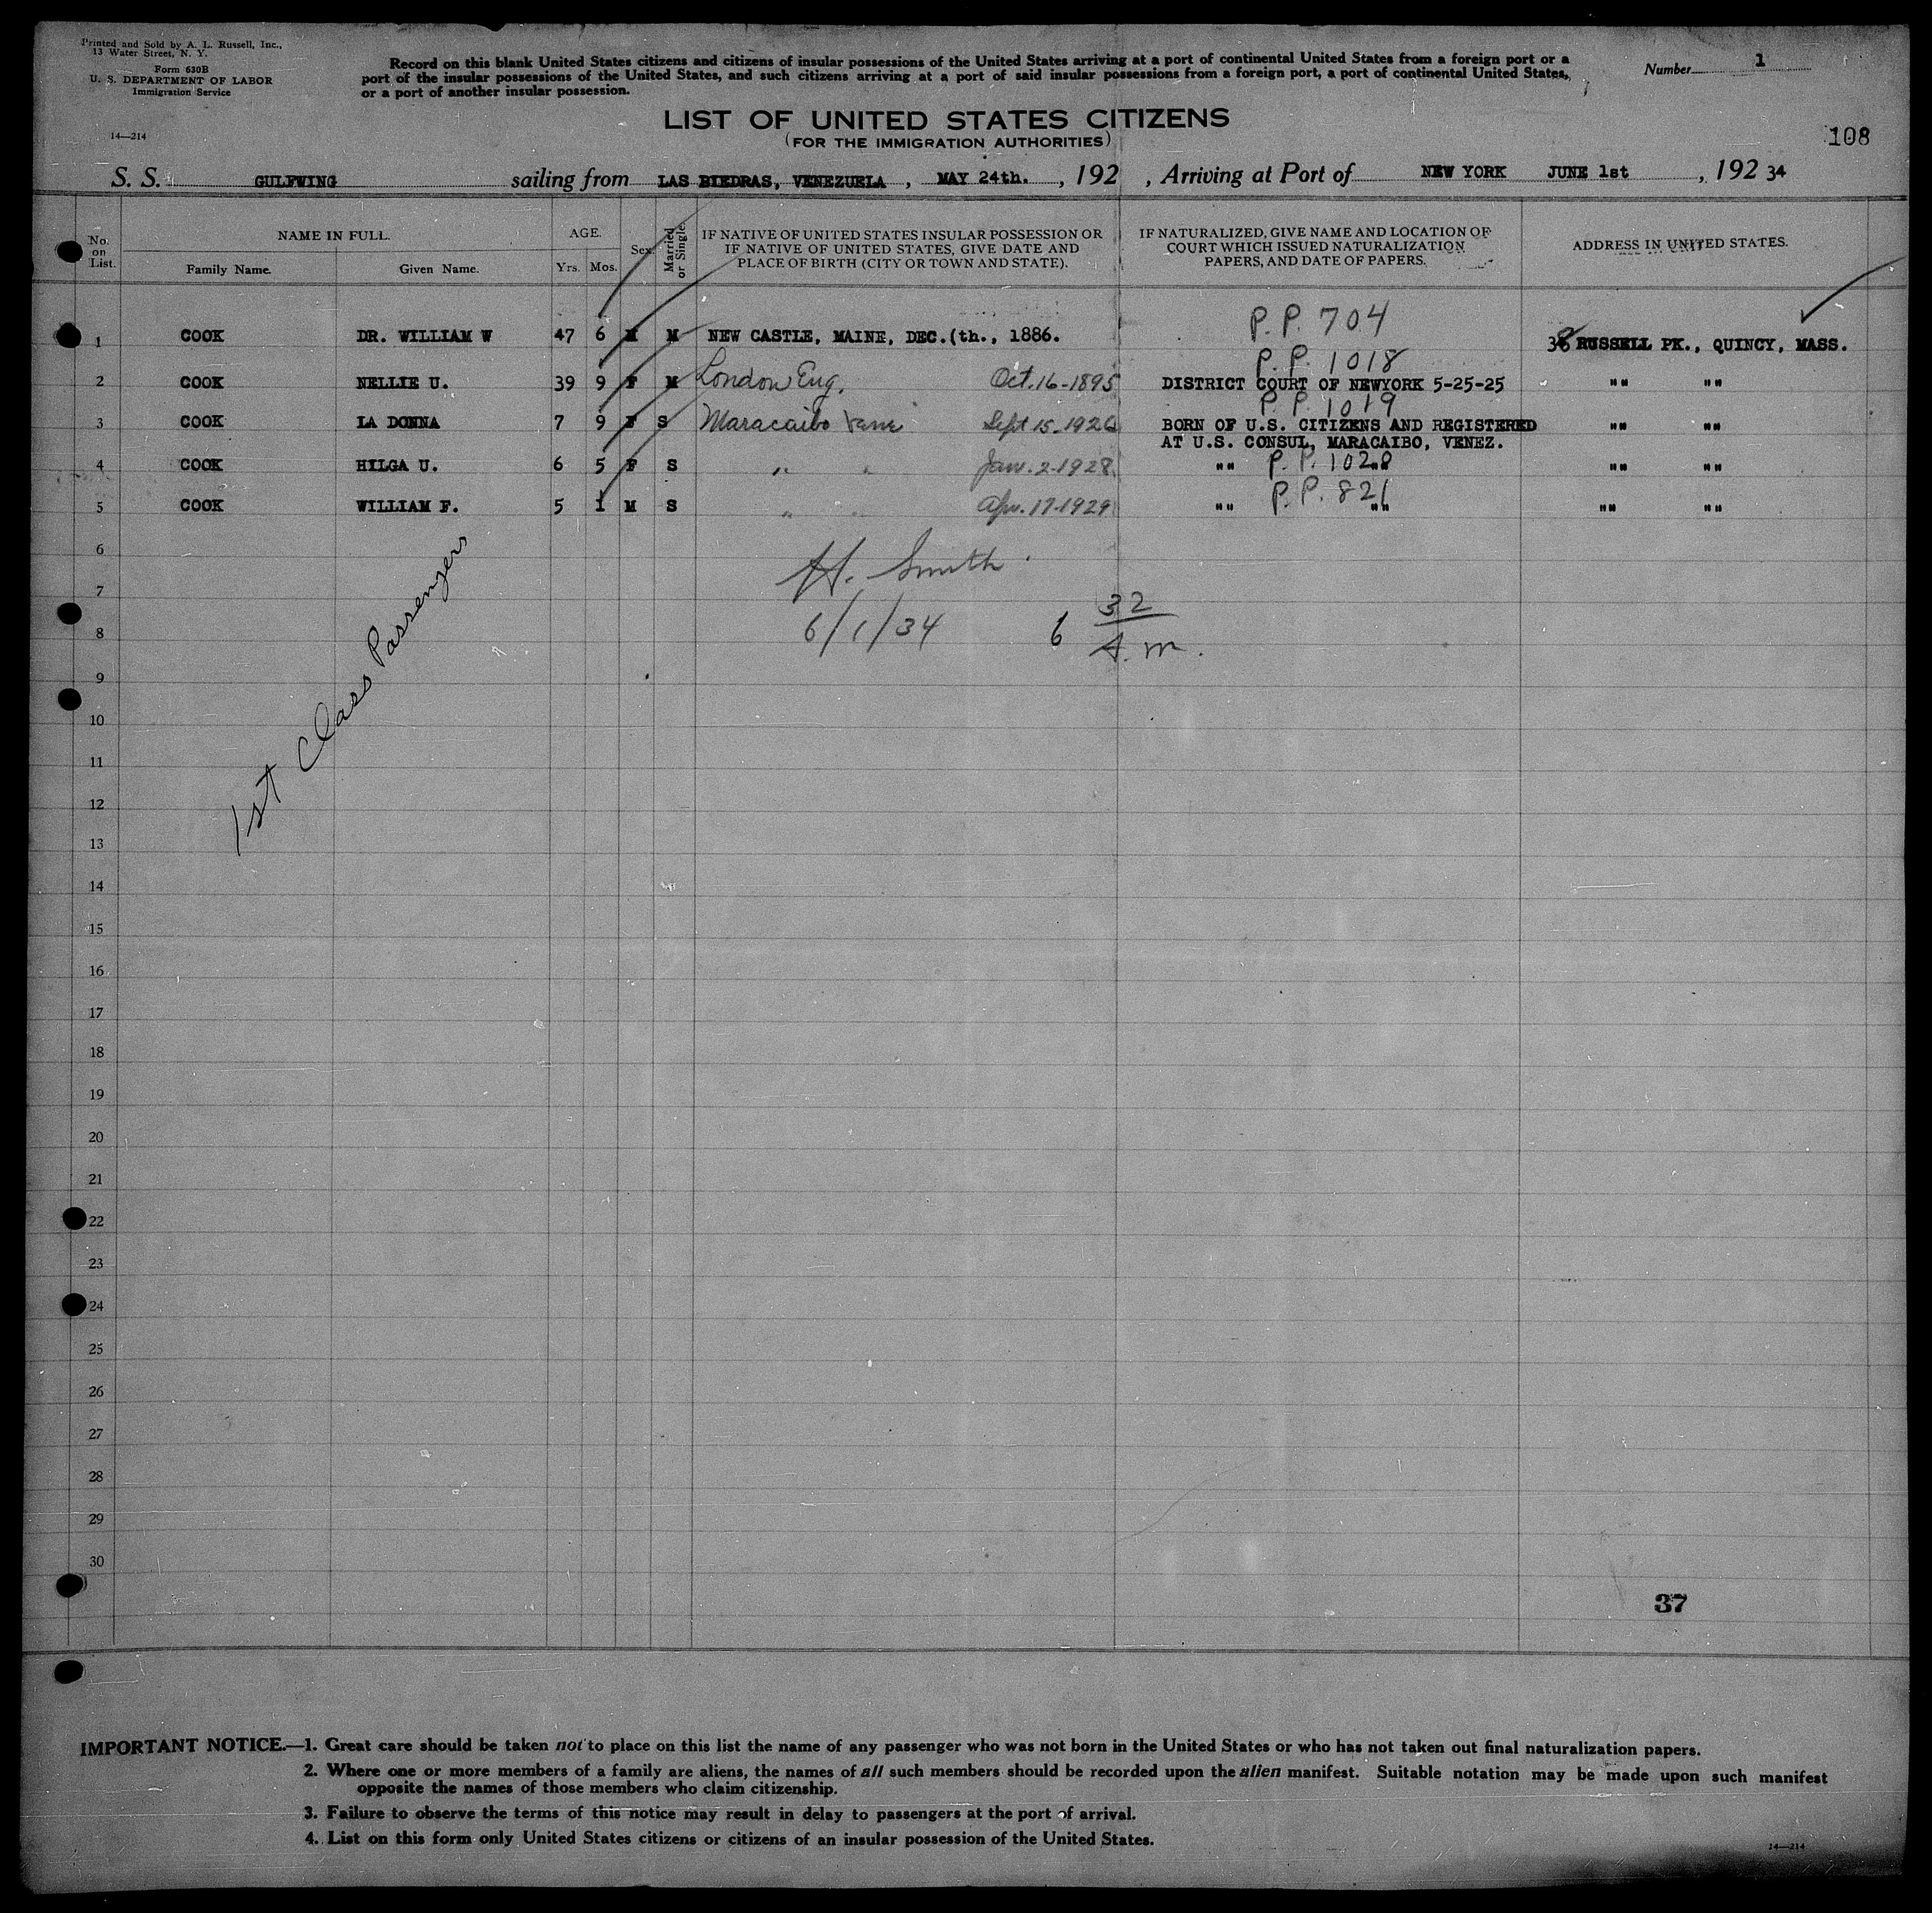 Printed and Sold by A. L. Russell, Inc.,
13 Water Street, N. Y.
Form 630B
U. S. DEPARTMENT OF LABOR
Immigration Service
14—214
Record on this blank United States citizens and citizens of insular possessions of the United States arriving at a port of continental United States from a foreign port or a
port of the insular possessions of the United States, and such citizens arriving at a port of said insular possessions from a foreign port, a port of continental United States,
or a port of another insular possession.
Number 1
LIST OF UNITED STATES CITIZENS
(FOR THE IMMIGRATION AUTHORITIES)
108
S. S. GULFWING sailing from LAS BIEDRAS, VENEZUELA , MAY 24th. , 192 , Arriving at Port of NEW YORK JUNE 1st , 192 34
No. on List.
NAME IN FULL.
Family Name. Given Name.
AGE.
Yrs. Mos.
Sex
Married or Single.
IF NATIVE OF UNITED STATES INSULAR POSSESSION OR
IF NATIVE OF UNITED STATES, GIVE DATE AND
PLACE OF BIRTH (CITY OR TOWN AND STATE).
IF NATURALIZED, GIVE NAME AND LOCATION OF
COURT WHICH ISSUED NATURALIZATION
PAPERS, AND DATE OF PAPERS.
ADDRESS IN UNITED STATES.
P.P. 704
1 COOK DR. WILLIAM W 47 6 M M NEW CASTLE, MAINE, DEC.(th., 1886. 38 RUSSELL PK., QUINCY, MASS.
P.P. 1018
2 COOK NELLIE U. 39 9 F M London Eng. Oct. 16-1895 DISTRICT COURT OF NEWYORK 5-25-25 "" ""
P.P. 1019
3 COOK LA DONNA 7 9 F S Maracaibo Sept 15-1926 BORN OF U.S. CITIZENS AND REGISTERED "" ""
AT U.S. CONSUL, MARACAIBO, VENEZ.
4 COOK HILGA U. 6 5 F S " " Jan. 2-1928 "" P.P. 1028 "" "" ""
5 COOK WILLIAM F. 5 1 M S " " Apr. 17-1929 "" P.P. 821 "" "" ""
6
7
8
9
10
11
12
13
14
15
16
17
18
19
20
21
22
23
24
25
26
27
28
29
30
1st Class Passengers
H. Smith
6/1/34 6 32
A.m.
37
IMPORTANT NOTICE.—1. Great care should be taken not to place on this list the name of any passenger who was not born in the United States or who has not taken out final naturalization papers.
2. Where one or more members of a family are aliens, the names of all such members should be recorded upon the alien manifest. Suitable notation may be made upon such manifest
opposite the names of those members who claim citizenship.
3. Failure to observe the terms of this notice may result in delay to passengers at the port of arrival.
4. List on this form only United States citizens or citizens of an insular possession of the United States.
14—214